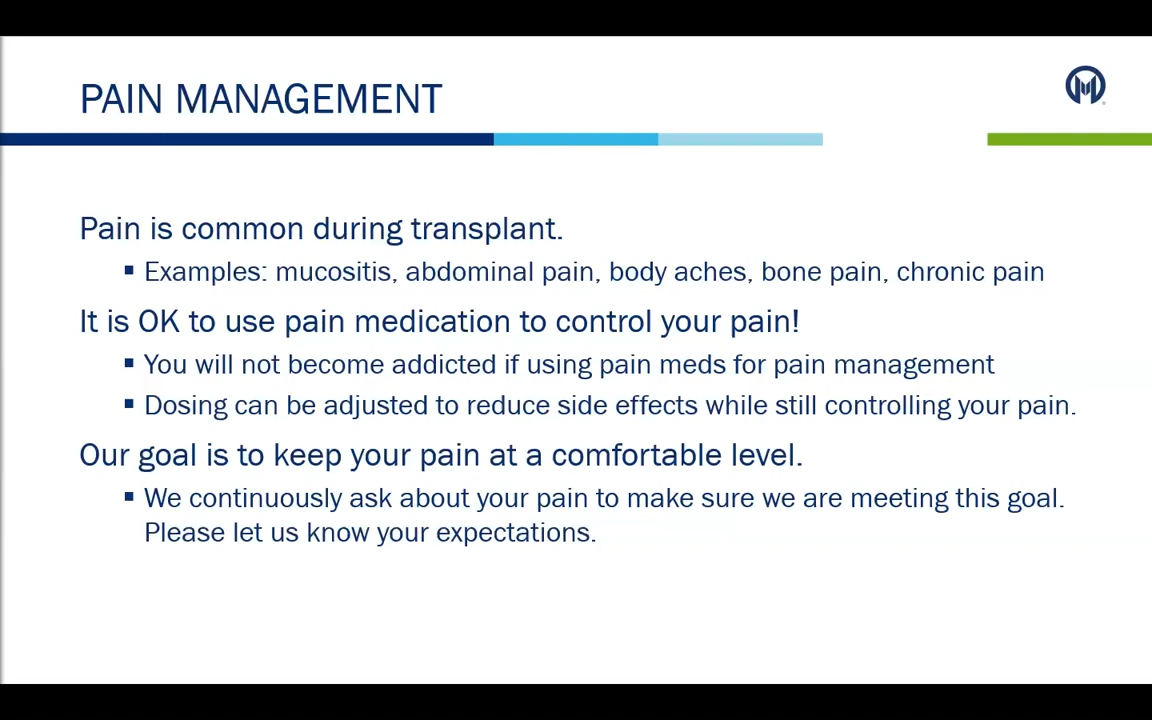 PAIN MANAGEMENT
Pain is common during transplant.
▪ Examples: mucositis, abdominal pain, body aches, bone pain, chronic pain
It is OK to use pain medication to control your pain!
▪ You will not become addicted if using pain meds for pain management
▪ Dosing can be adjusted to reduce side effects while still controlling your pain.
Our goal is to keep your pain at a comfortable level.
▪ We continuously ask about your pain to make sure we are meeting this goal.
Please let us know your expectations.